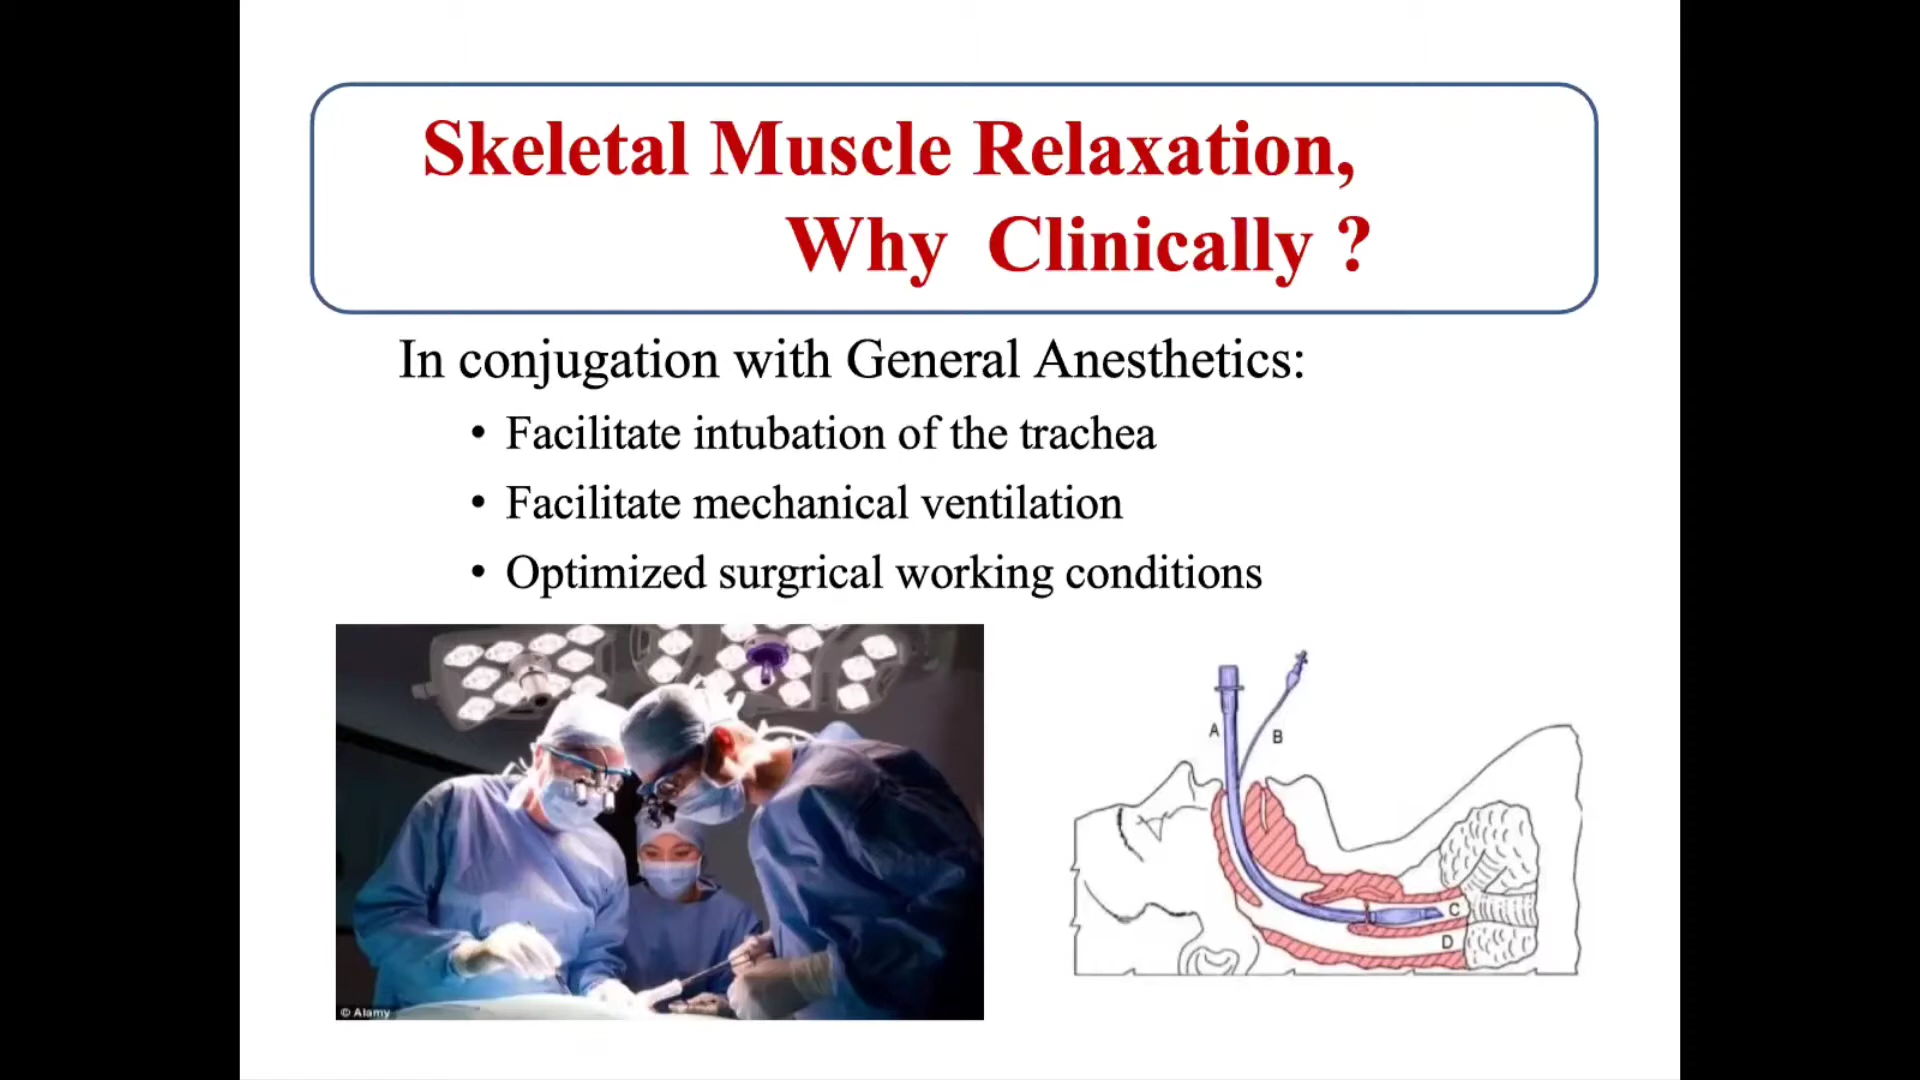 Skeletal Muscle Relaxation,
Why Clinically ?
In conjugation with General Anesthetics:
• Facilitate intubation of the trachea
• Facilitate mechanical ventilation
• Optimized surgrical working conditions
A
B
C
D
© Alamy